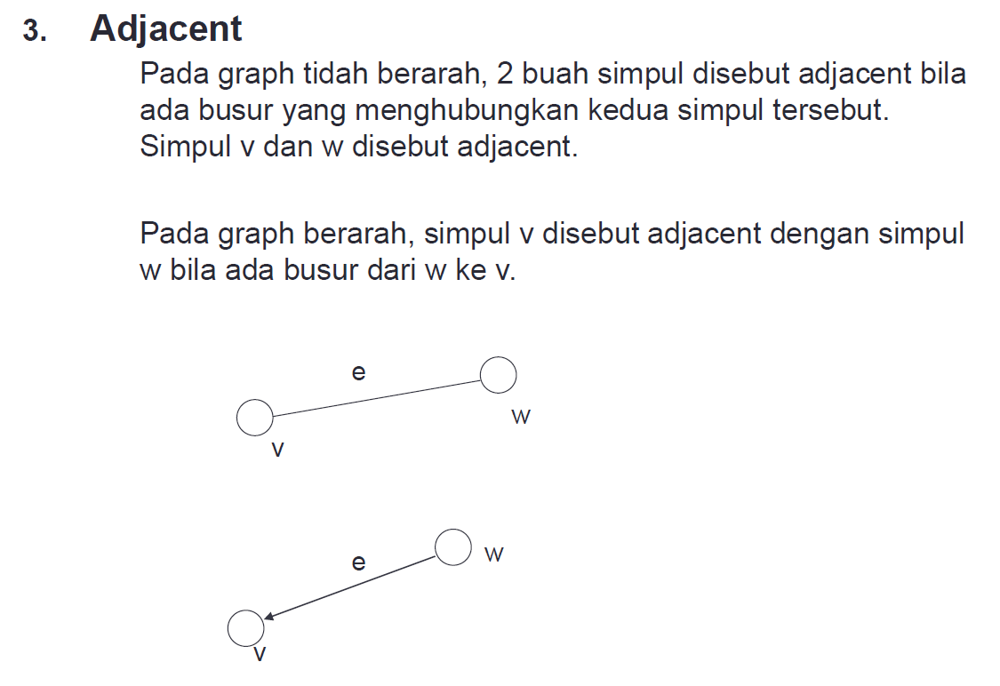 3. Adjacent
Pada graph tidah berarah, 2 buah simpul disebut adjacent bila
ada busur yang menghubungkan kedua simpul tersebut.
Simpul v dan w disebut adjacent.
Pada graph berarah, simpul v disebut adjacent dengan simpul
w bila ada busur dari w ke v.
e
w
v
e
w
v